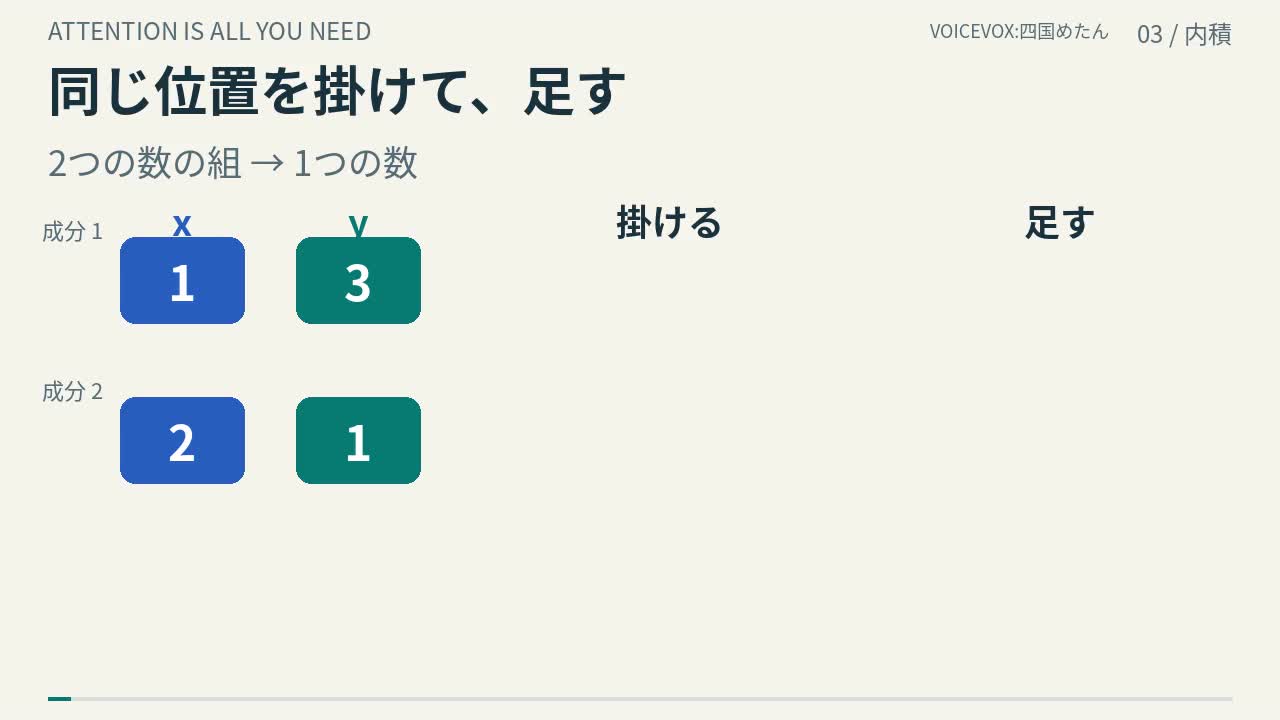 ATTENTION IS ALL YOU NEED
VOICEVOX:四国めたん
03 / 内積
同じ位置を掛けて、足す
2つの数の組 → 1つの数
成分 1
x
y
掛ける
足す
1
3
成分 2
2
1